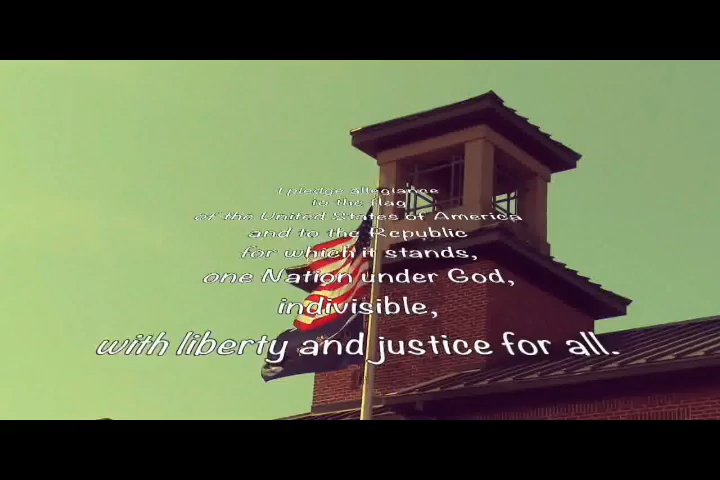 I pledge allegiance
to the flag
of the United States of America
and to the Republic
for which it stands,
one Nation under God,
indivisible,
with liberty and justice for all.